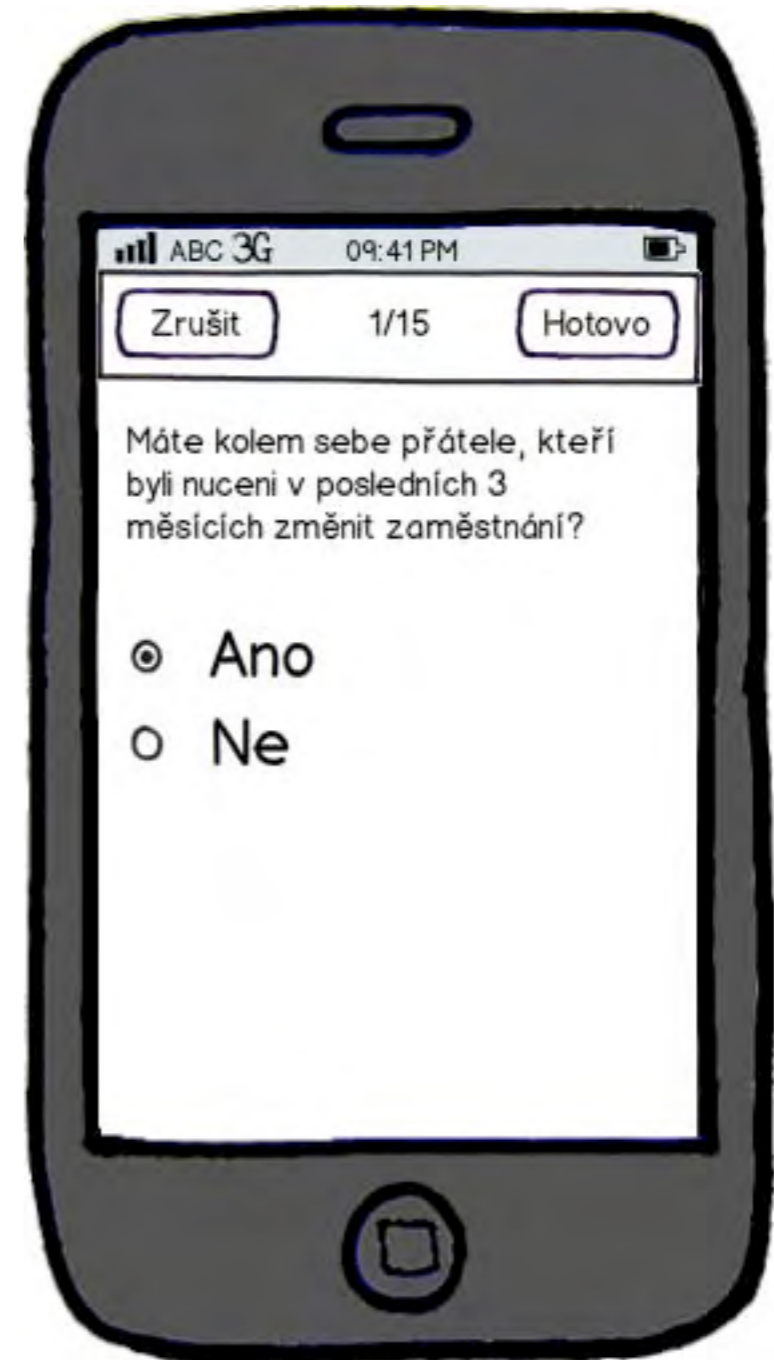 ABC 3G 09:41 PM
Zrušit 1/15 Hotovo
Máte kolem sebe přátele, kteří
byli nuceni v posledních 3
měsících změnit zaměstnání?
Ano
Ne